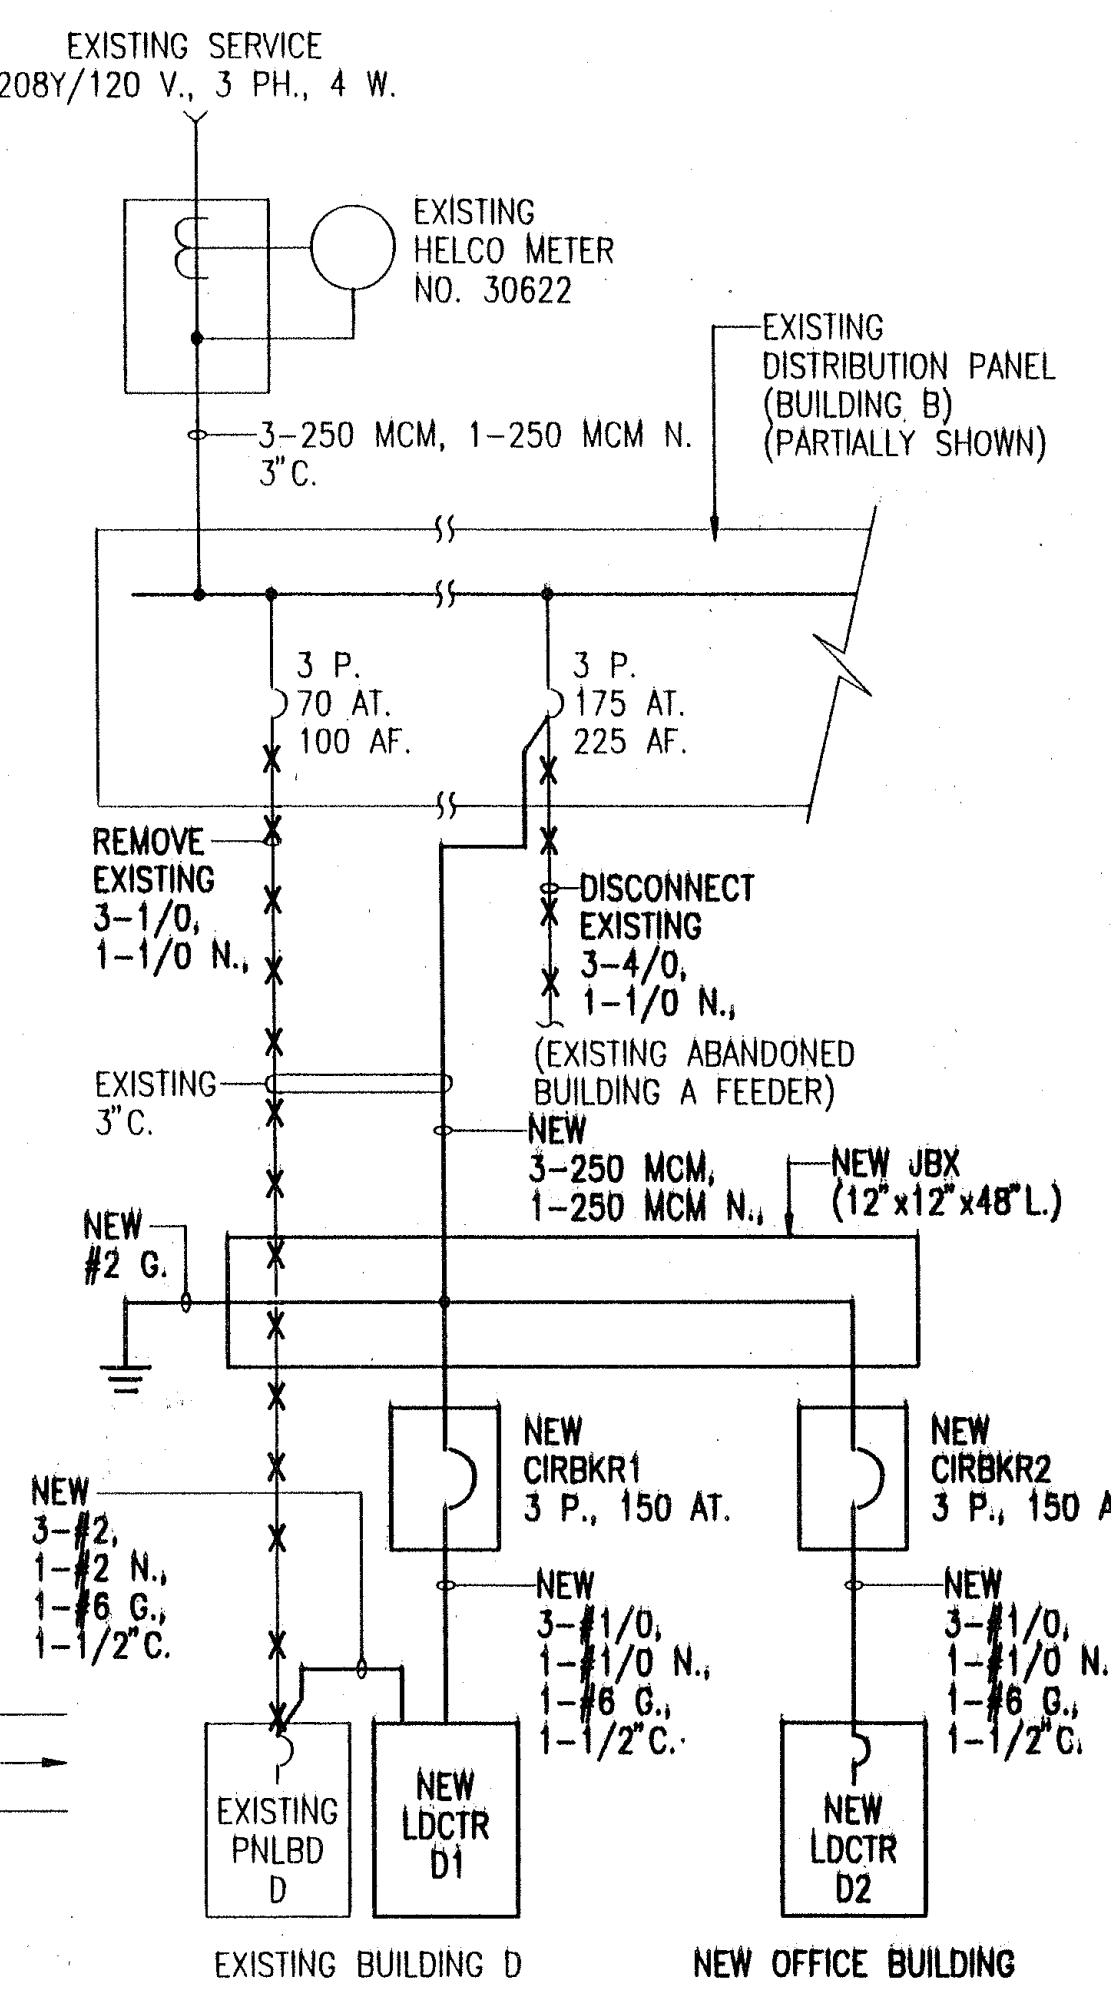 EXISTING SERVICE
208Y/120 V., 3 PH., 4 W.
EXISTING
HELCO METER
NO. 30622
EXISTING
DISTRIBUTION PANEL
(BUILDING B)
(PARTIALLY SHOWN)
3-250 MCM, 1-250 MCM N.
3"C.
3 P.
70 AT.
100 AF.
3 P.
175 AT.
225 AF.
REMOVE
EXISTING
3-1/0,
1-1/0 N.,
DISCONNECT
EXISTING
3-4/0,
1-1/0 N.,
(EXISTING ABANDONED
BUILDING A FEEDER)
EXISTING
3"C.
NEW
3-250 MCM,
1-250 MCM N.,
NEW JBX
(12"x12"x48"L.)
NEW
#2 G.
NEW
CIRBKR1
3 P., 150 AT.
NEW
CIRBKR2
3 P., 150 A
NEW
3-#2,
1-#2 N.,
1-#6 G.,
1-1/2"C.
NEW
3-#1/0,
1-#1/0 N.,
1-#6 G.,
1-1/2"C.
NEW
3-#1/0,
1-#1/0 N.
1-#6 G.,
1-1/2"C.
EXISTING
PNLBD
D
NEW
LDCTR
D1
NEW
LDCTR
D2
EXISTING BUILDING D
NEW OFFICE BUILDING